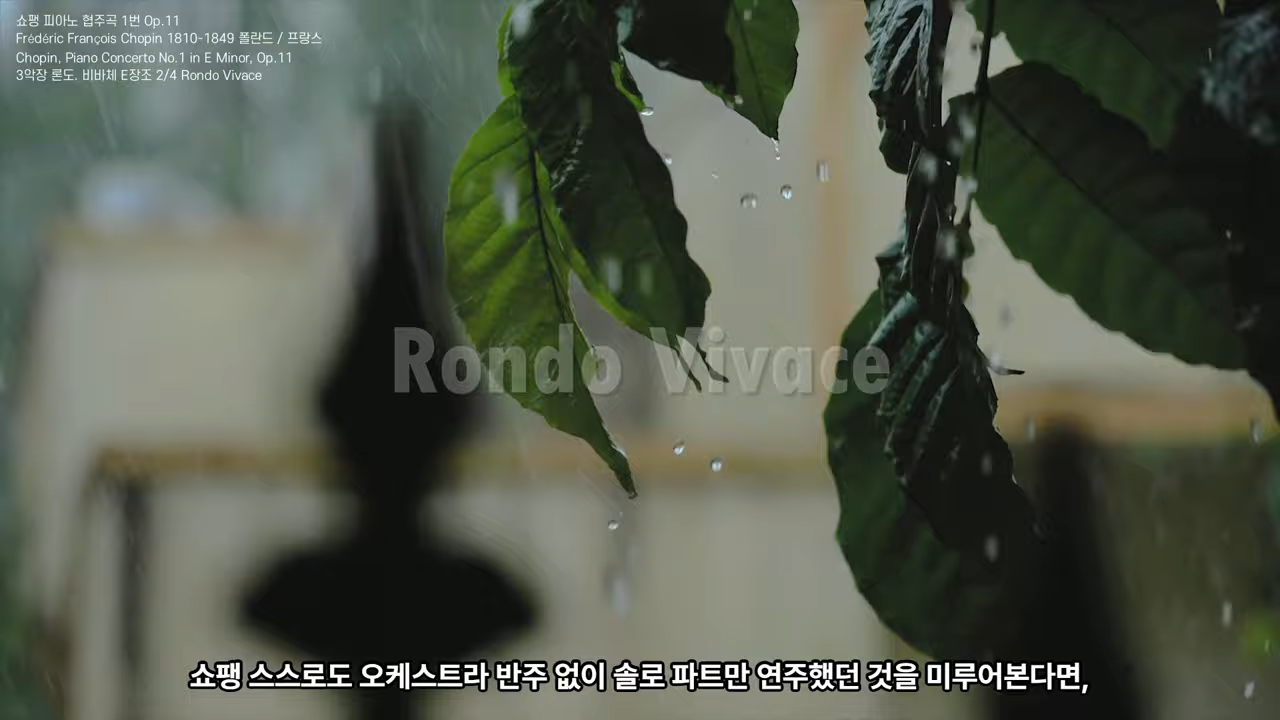 쇼팽 피아노 협주곡 1번 Op.11
Frédéric François Chopin 1810-1849 폴란드 / 프랑스
Chopin, Piano Concerto No.1 in E Minor, Op.11
3악장 론도. 비바체 E장조 2/4 Rondo Vivace
Rondo Vivace
쇼팽 스스로도 오케스트라 반주 없이 솔로 파트만 연주했던 것을 미루어본다면,